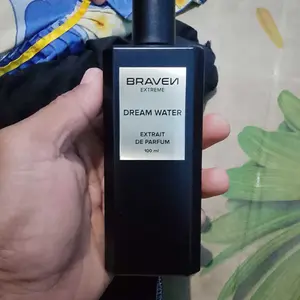 BRAVEN
EXTREME
DREAM WATER
EXTRAIT
DE PARFUM
100 ml